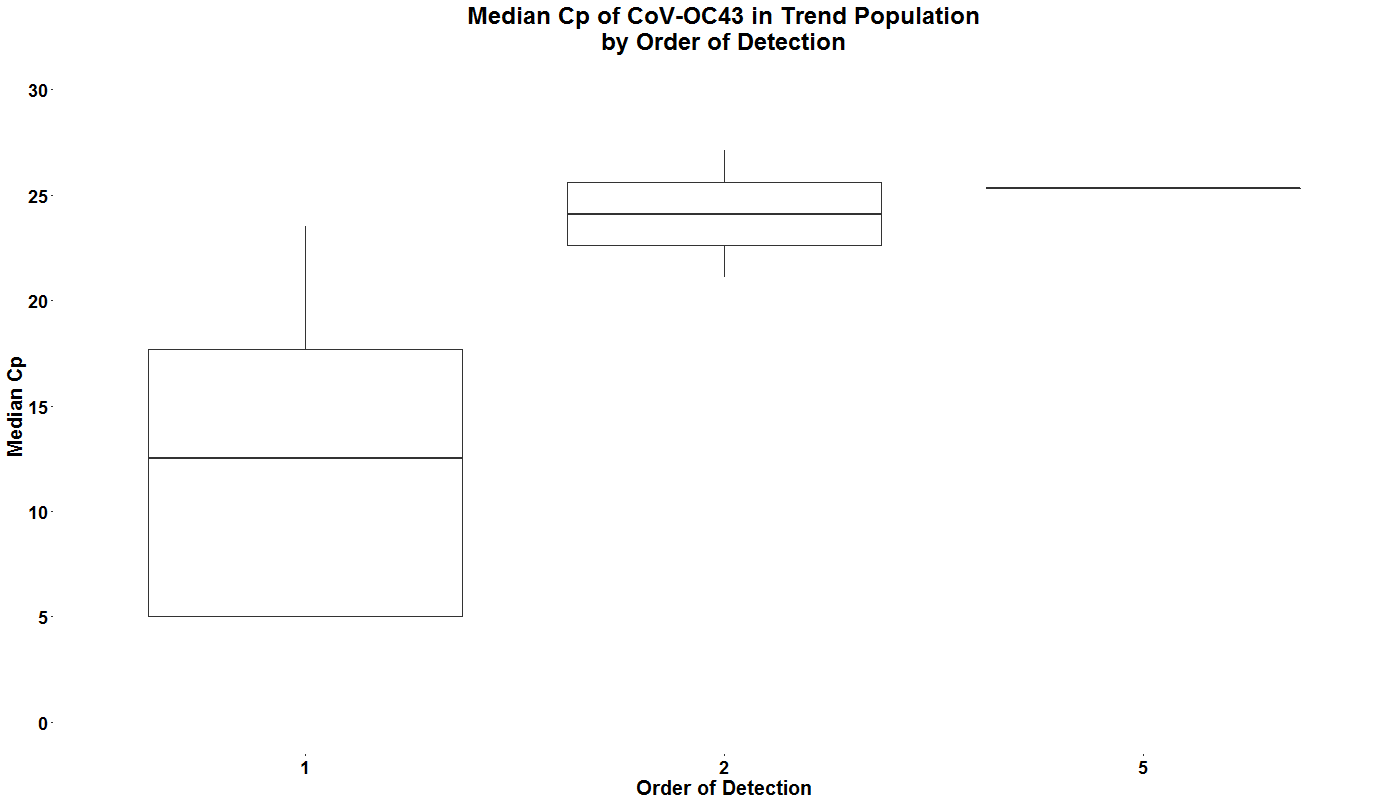 Median Cp of CoV-OC43 in Trend Population
by Order of Detection
30
25
20
15
10
5
0
Median Cp
1
2
5
Order of Detection